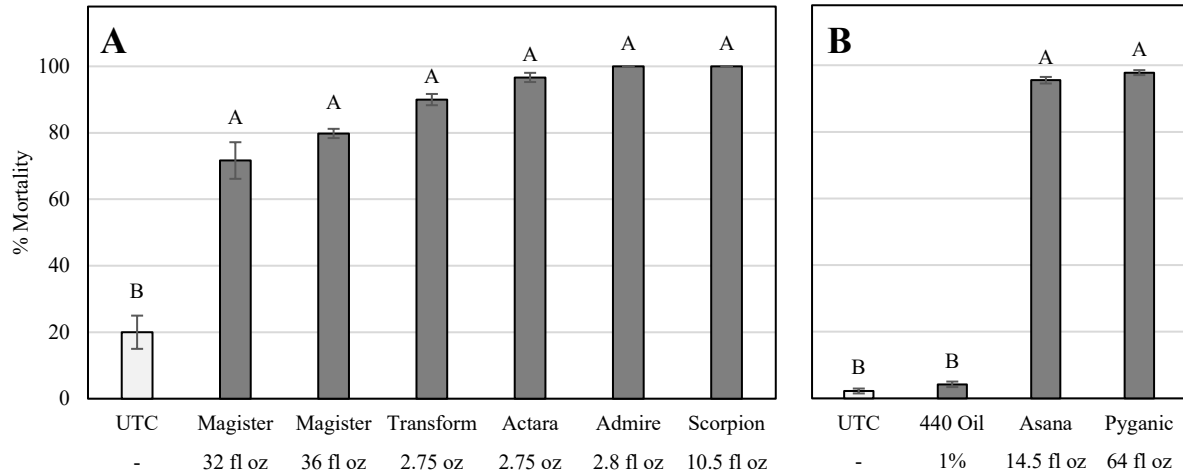 A
B
% Mortality
100
80
60
40
20
0
B
A
A
A
A
A
A
B
B
A
A
UTC Magister Magister Transform Actara Admire Scorpion
- 32 fl oz 36 fl oz 2.75 oz 2.75 oz 2.8 fl oz 10.5 oz
UTC 440 Oil Asana Pyganic
- 1% 14.5 fl oz 64 fl oz